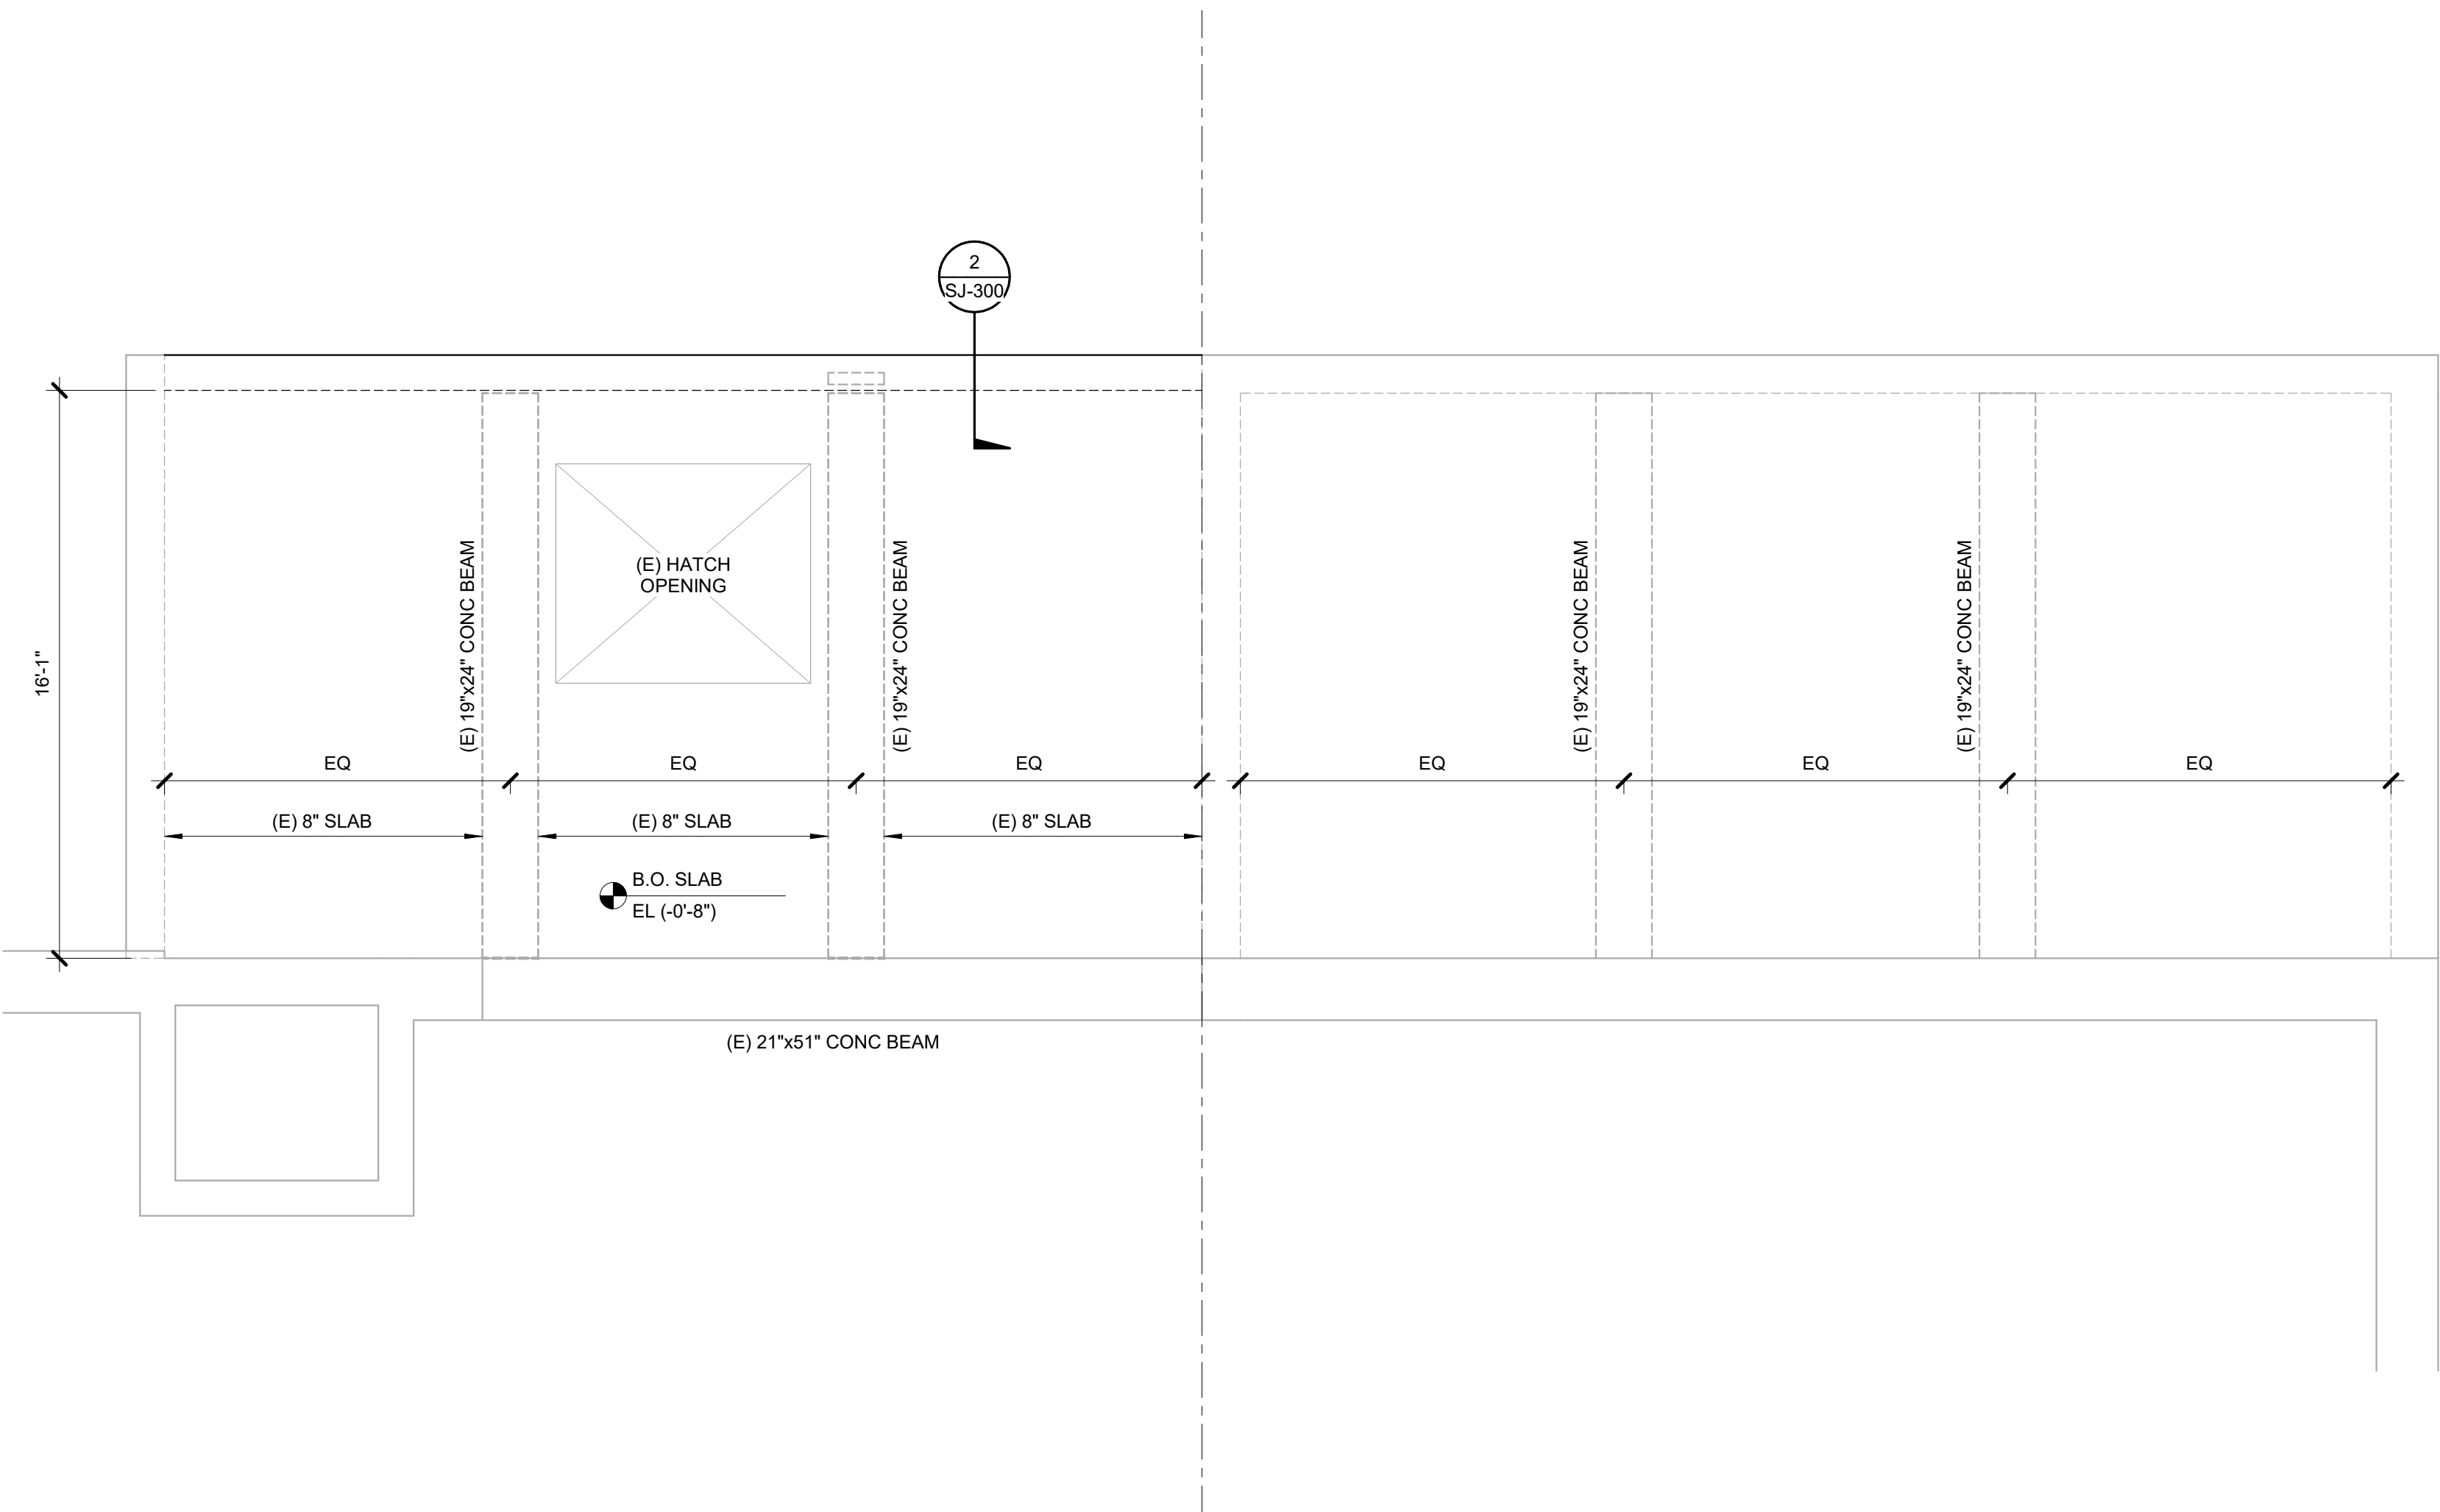 2
SJ-300
(E) HATCH
OPENING
(E) 19"x24" CONC BEAM
(E) 19"x24" CONC BEAM
(E) 19"x24" CONC BEAM
(E) 19"x24" CONC BEAM
16'-1"
EQ
EQ
EQ
EQ
EQ
EQ
(E) 8" SLAB
(E) 8" SLAB
(E) 8" SLAB
B.O. SLAB
EL (-0'-8")
(E) 21"x51" CONC BEAM